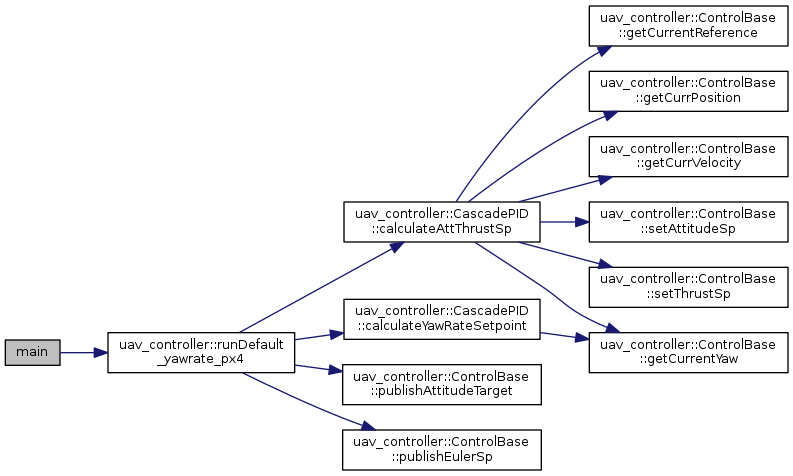 main
uav_controller::runDefault
_yawrate_px4
uav_controller::CascadePID
::calculateAttThrustSp
uav_controller::CascadePID
::calculateYawRateSetpoint
uav_controller::ControlBase
::publishAttitudeTarget
uav_controller::ControlBase
::publishEulerSp
uav_controller::ControlBase
::getCurrentReference
uav_controller::ControlBase
::getCurrPosition
uav_controller::ControlBase
::getCurrVelocity
uav_controller::ControlBase
::setAttitudeSp
uav_controller::ControlBase
::setThrustSp
uav_controller::ControlBase
::getCurrentYaw